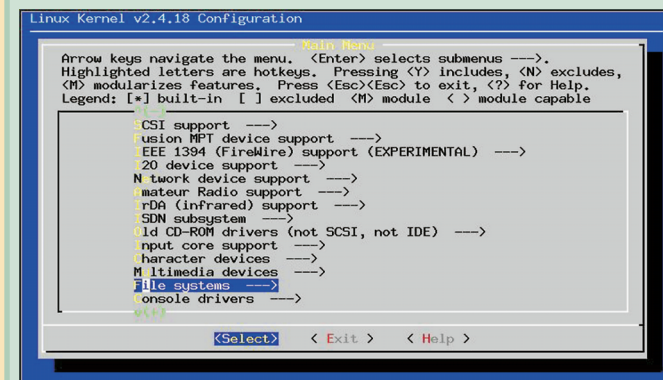 Linux Kernel v2.4.18 Configuration
Main Menu
Arrow keys navigate the menu. <Enter> selects submenus --->.
Highlighted letters are hotkeys. Pressing <Y> includes, <N> excludes,
<M> modularizes features. Press <Esc><Esc> to exit, <?> for Help.
Legend: [*] built-in [ ] excluded <M> module < > module capable
^(-)
SCSI support --->
Fusion MPT device support --->
IEEE 1394 (FireWire) support (EXPERIMENTAL) --->
I2O device support --->
Network device support --->
Amateur Radio support --->
IrDA (infrared) support --->
ISDN subsystem --->
Old CD-ROM drivers (not SCSI, not IDE) --->
Input core support --->
Character devices --->
Multimedia devices --->
File systems --->
Console drivers --->
v(+)
<Select> < Exit > < Help >